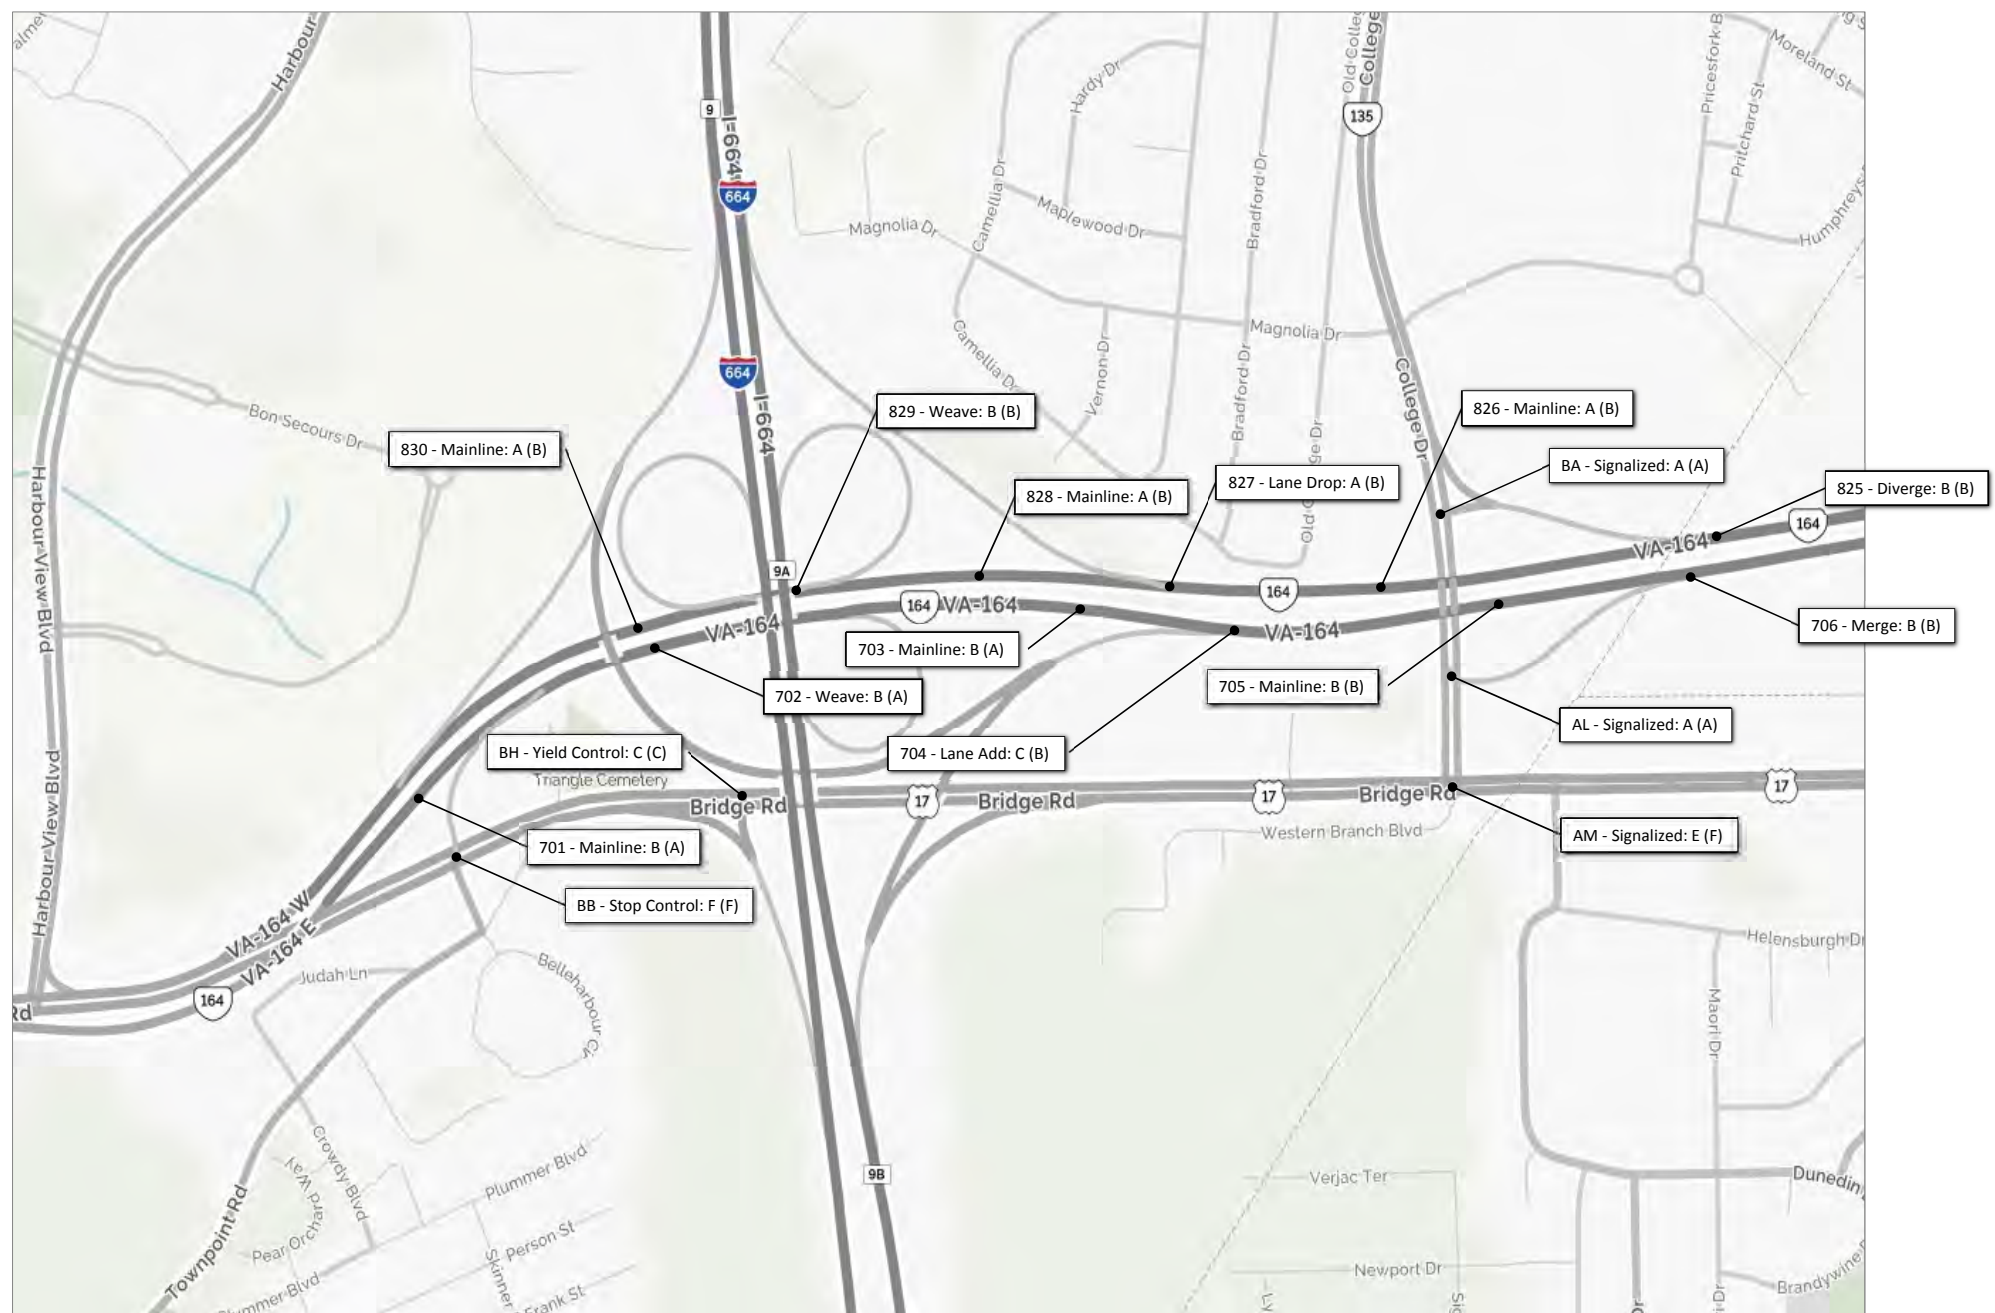 Harbour
9
I-664
664
Hardy Dr
Old Colleg
College
135
Pricesfork
Moreland St
Pritchard St
Humphreys
Camellia Dr
Maplewood Dr
Magnolia Dr
Bradford Dr
664
I-664
Camellia Dr
Vernon Dr
Magnolia Dr
Bradford Dr
College Dr
Bon Secours Dr
829 - Weave: B (B)
826 - Mainline: A (B)
830 - Mainline: A (B)
BA - Signalized: A (A)
828 - Mainline: A (B)
827 - Lane Drop: A (B)
825 - Diverge: B (B)
Harbour View Blvd
9A
164
VA-164
164
VA-164
164
VA-164
VA-164
703 - Mainline: B (A)
706 - Merge: B (B)
702 - Weave: B (A)
705 - Mainline: B (B)
AL - Signalized: A (A)
BH - Yield Control: C (C)
704 - Lane Add: C (B)
Triangle Cemetery
Bridge Rd
17
Bridge Rd
17
Bridge Rd
17
Western Branch Blvd
AM - Signalized: E (F)
701 - Mainline: B (A)
BB - Stop Control: F (F)
Harbour View Blvd
VA-164 W
VA-164 E
164
Rd
Judah Ln
Belleharbour Cir
Helensburgh Dr
Maori Dr
Crowdy Blvd
Plummer Blvd
9B
Verjac Ter
Dunedin
Townpoint Rd
Pear Orchard Way
Person St
Skinner
Frank St
Newport Dr
Brandywine